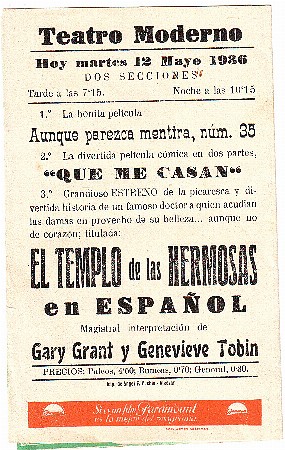 Teatro Moderno
Hoy martes 12 Mayo 1936
DOS SECCIONES
Tarde a las 7'15. Noche a las 10'15
1.º La bonita película
Aunque parezca mentira, núm. 35
2.º La divertida película cómica en dos partes,
"QUE ME CASAN"
3.º Grandioso ESTRENO de la picaresca y di-
vertida historia de un famoso doctor a quien acudían
las damas en provecho de su belleza... aunque no
de corazón; titulada:
EL TEMPLO de las HERMOSAS
en ESPAÑOL
Magistral interpretación de
Gary Grant y Genevieve Tobin
PRECIOS: Palcos, 4'00; Butacas, 0'70; General, 0'30.
Si es un film Paramount
es lo mejor del programa